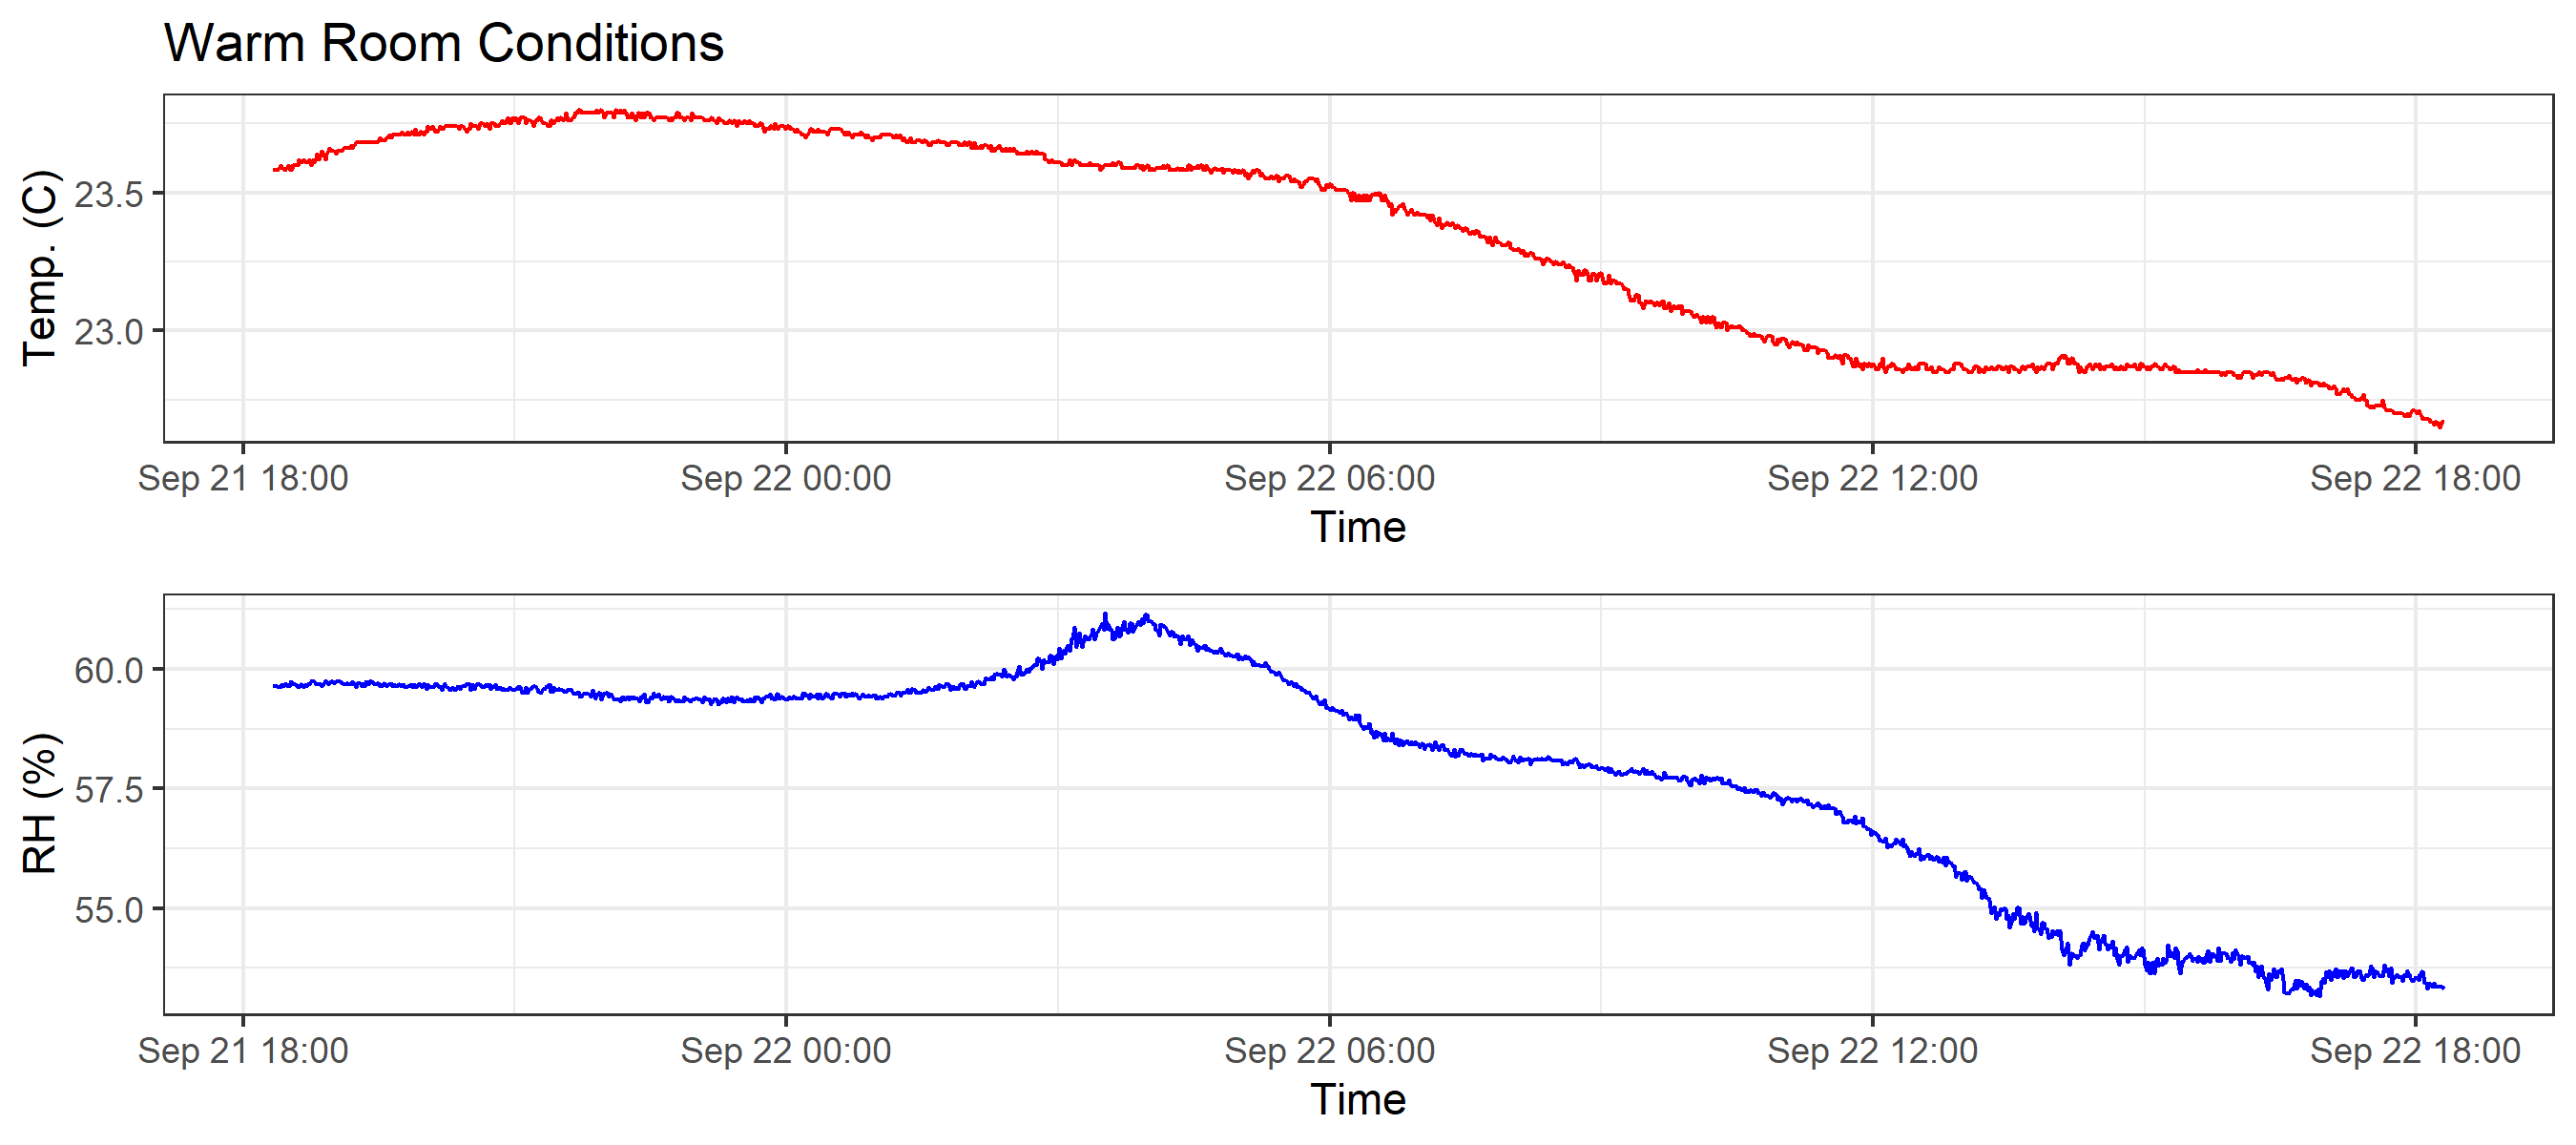 Warm Room Conditions
Temp. (C)
23.5
23.0
Sep 21 18:00 Sep 22 00:00 Sep 22 06:00 Sep 22 12:00 Sep 22 18:00
Time
RH (%)
60.0
57.5
55.0
Sep 21 18:00 Sep 22 00:00 Sep 22 06:00 Sep 22 12:00 Sep 22 18:00
Time